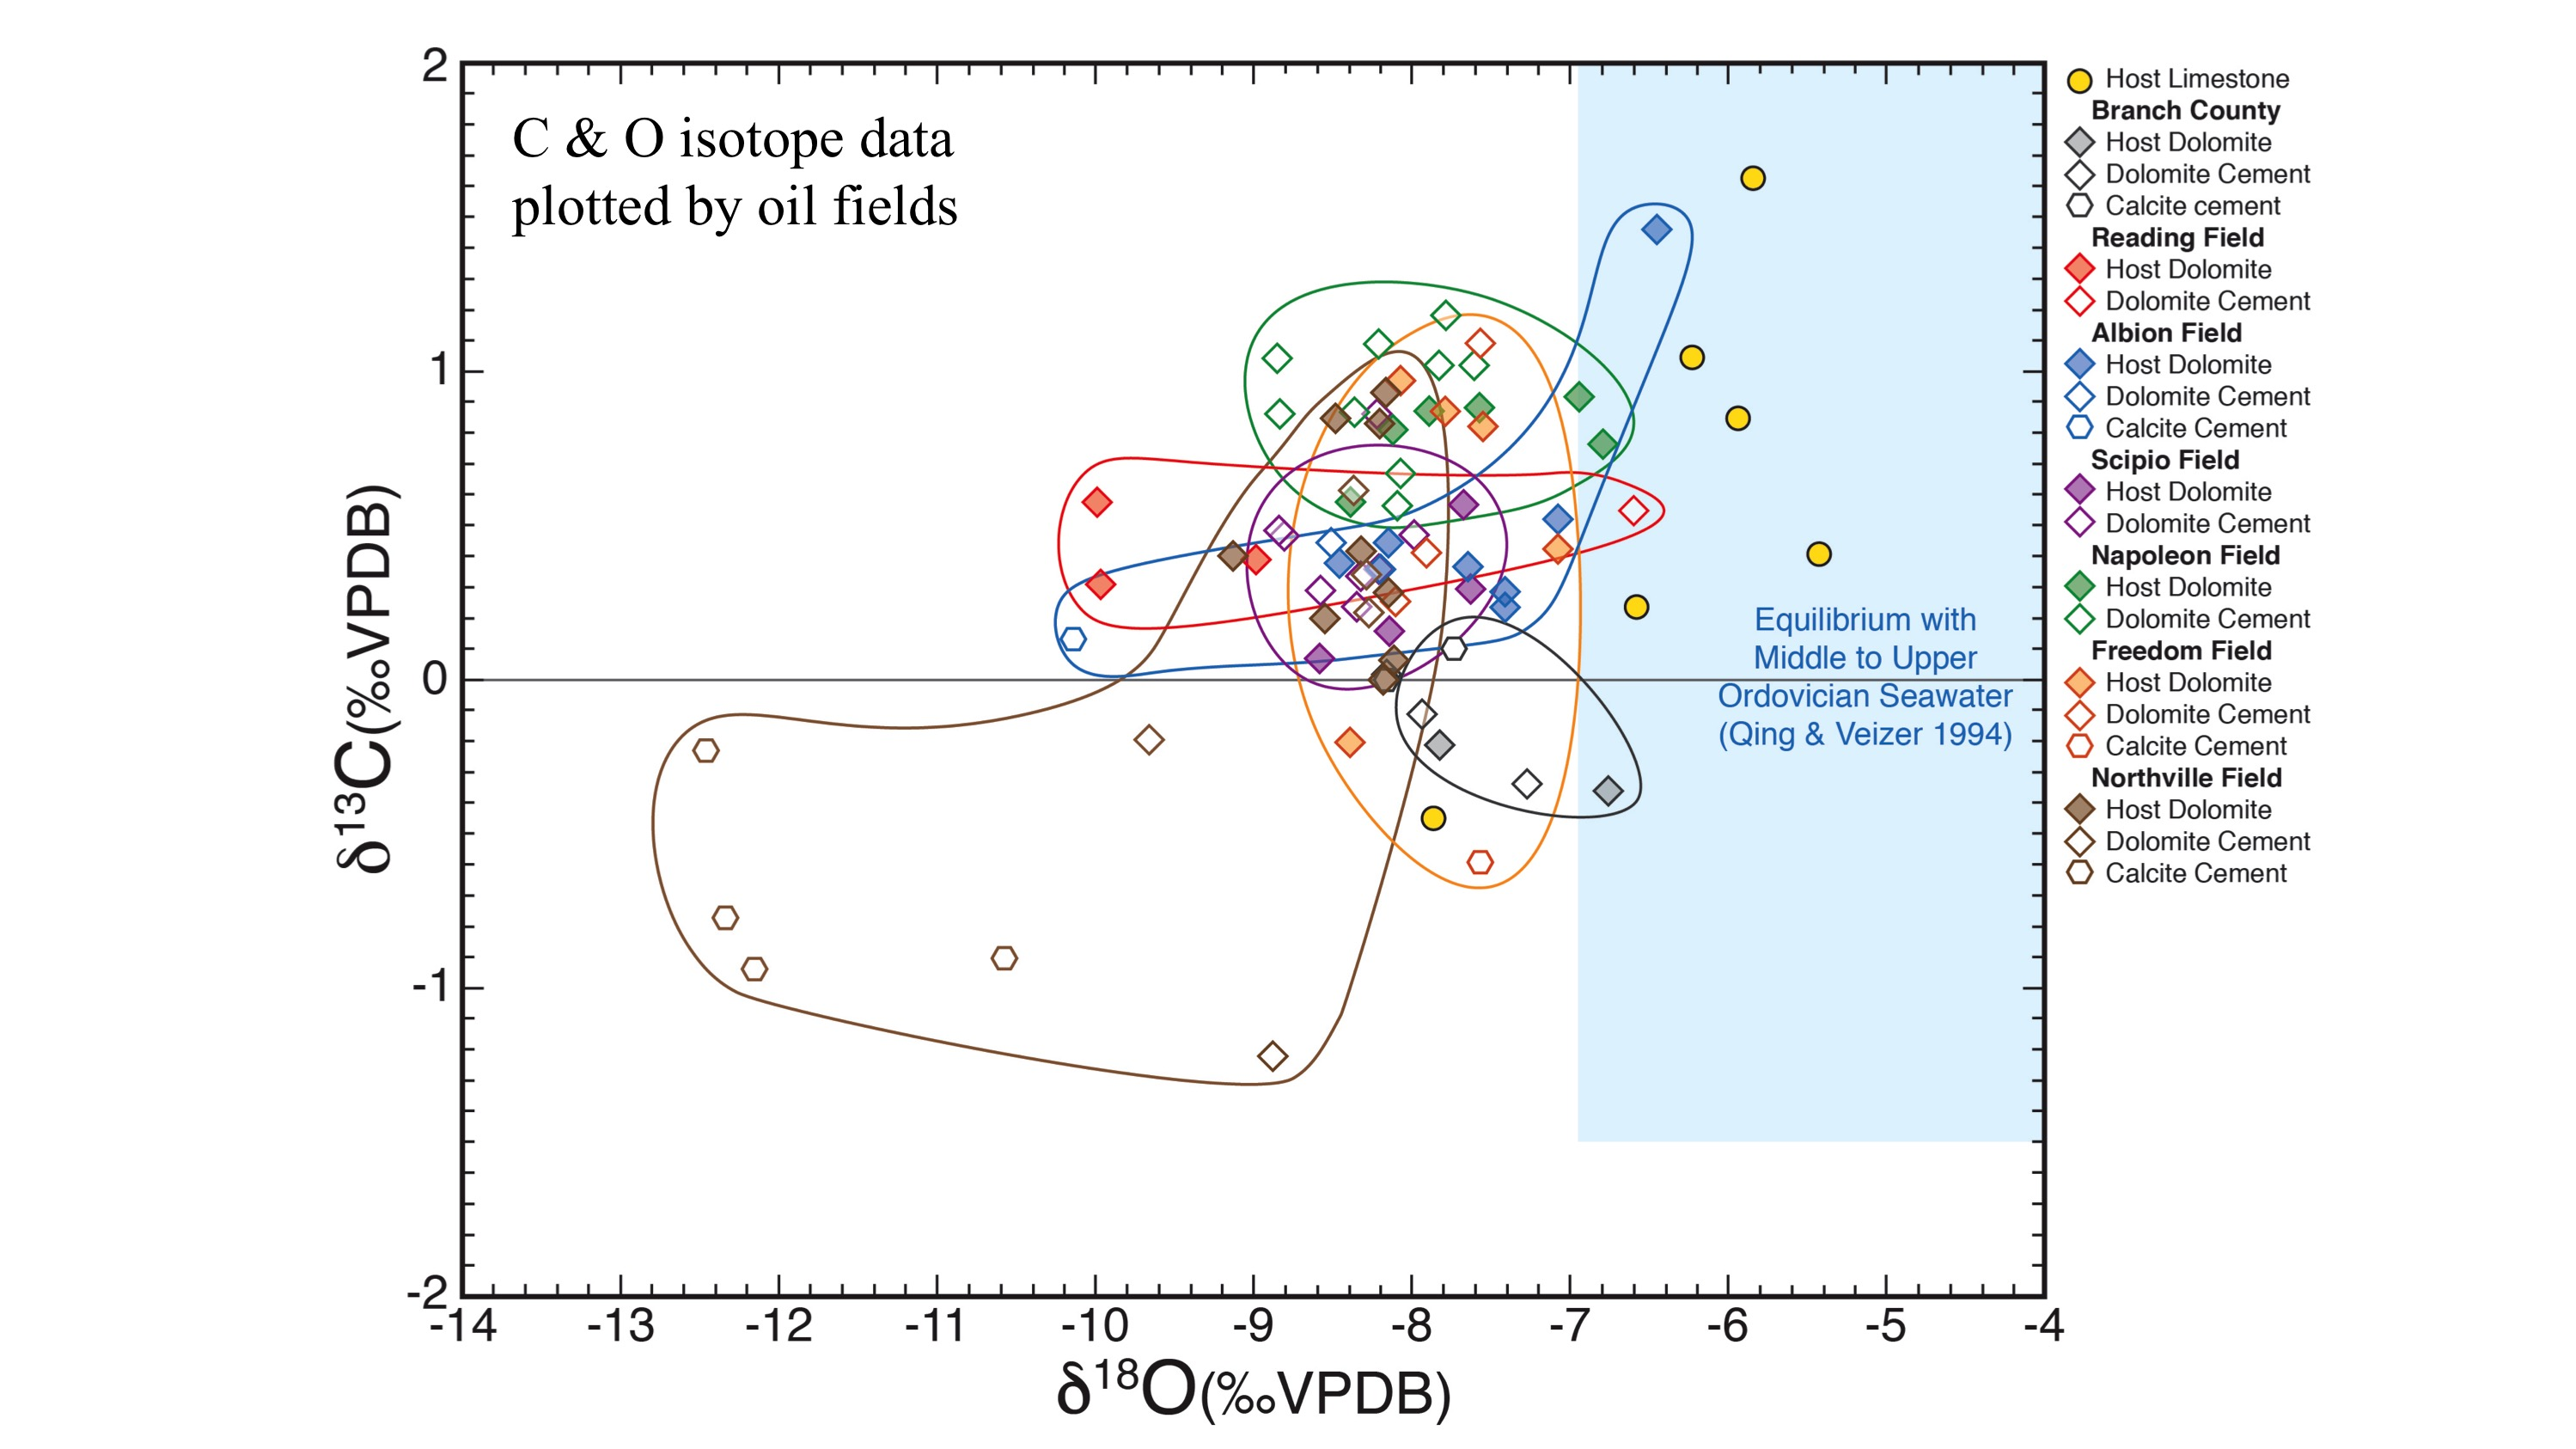 C & O isotope data
plotted by oil fields
2
1
0
-1
-2
δ13C(‰VPDB)
-14 -13 -12 -11 -10 -9 -8 -7 -6 -5 -4
δ18O(‰VPDB)
Equilibrium with
Middle to Upper
Ordovician Seawater
(Qing & Veizer 1994)
Host Limestone
Branch County
Host Dolomite
Dolomite Cement
Calcite cement
Reading Field
Host Dolomite
Dolomite Cement
Albion Field
Host Dolomite
Dolomite Cement
Calcite Cement
Scipio Field
Host Dolomite
Dolomite Cement
Napoleon Field
Host Dolomite
Dolomite Cement
Freedom Field
Host Dolomite
Dolomite Cement
Calcite Cement
Northville Field
Host Dolomite
Dolomite Cement
Calcite Cement